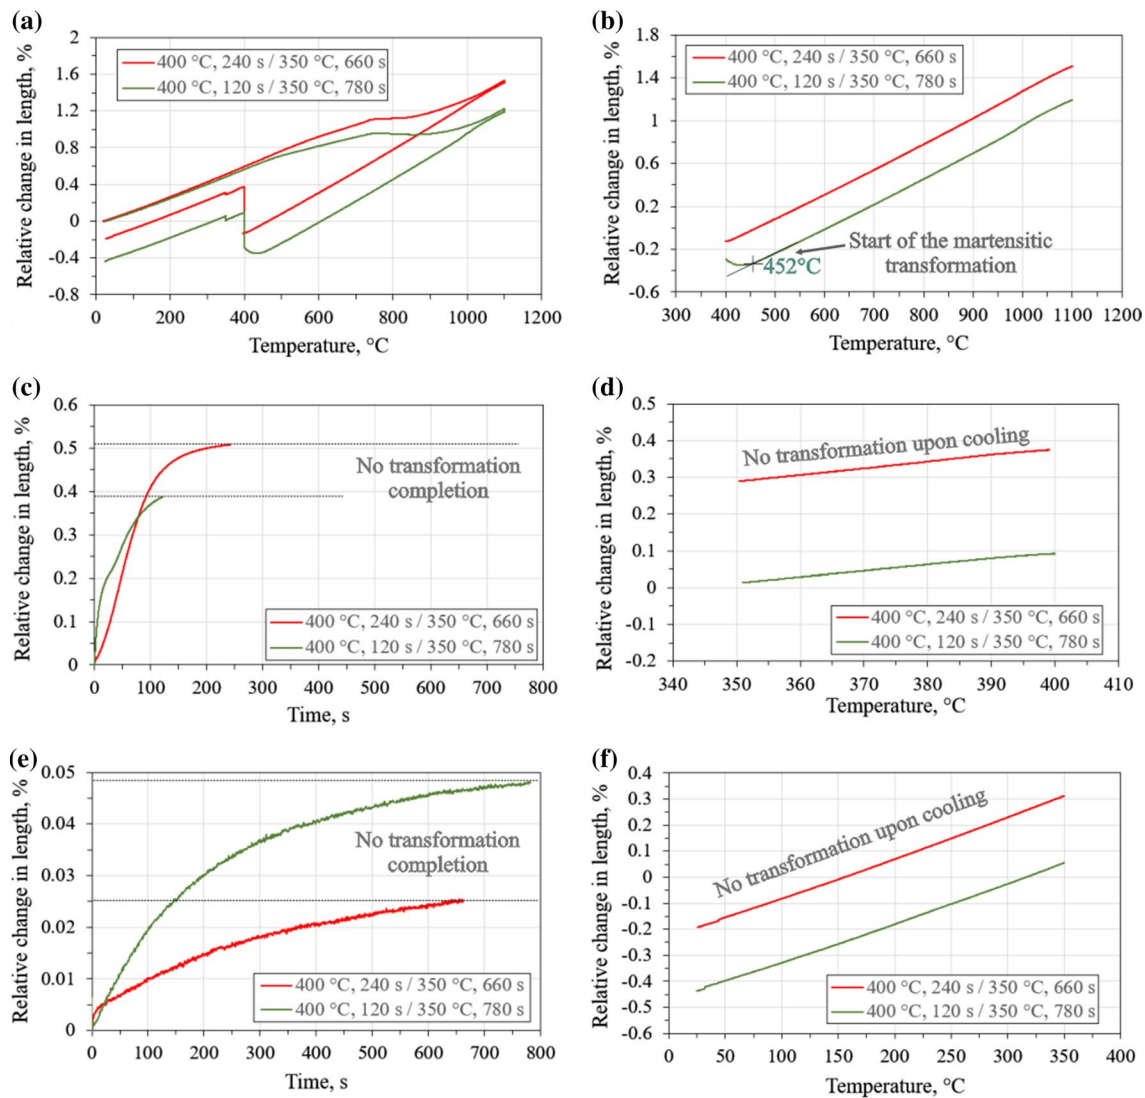 (a)
Relative change in length, %
2
1.6
1.2
0.8
0.4
0
-0.4
-0.8
400 °C, 240 s / 350 °C, 660 s
400 °C, 120 s / 350 °C, 780 s
0 200 400 600 800 1000 1200
Temperature, °C
(b)
Relative change in length, %
1.8
1.4
1
0.6
0.2
-0.2
-0.6
400 °C, 240 s / 350 °C, 660 s
400 °C, 120 s / 350 °C, 780 s
Start of the martensitic
transformation
452°C
300 400 500 600 700 800 900 1000 1100 1200
Temperature, °C
(c)
Relative change in length, %
0.6
0.5
0.4
0.3
0.2
0.1
0
No transformation
completion
400 °C, 240 s / 350 °C, 660 s
400 °C, 120 s / 350 °C, 780 s
0 100 200 300 400 500 600 700 800
Time, s
(d)
Relative change in length, %
0.5
0.4
0.3
0.2
0.1
0
-0.1
-0.2
No transformation upon cooling
400 °C, 240 s / 350 °C, 660 s
400 °C, 120 s / 350 °C, 780 s
340 350 360 370 380 390 400 410
Temperature, °C
(e)
Relative change in length, %
0.05
0.04
0.03
0.02
0.01
0
No transformation
completion
400 °C, 240 s / 350 °C, 660 s
400 °C, 120 s / 350 °C, 780 s
0 100 200 300 400 500 600 700 800
Time, s
(f)
Relative change in length, %
0.4
0.3
0.2
0.1
0
-0.1
-0.2
-0.3
-0.4
-0.5
-0.6
No transformation upon cooling
400 °C, 240 s / 350 °C, 660 s
400 °C, 120 s / 350 °C, 780 s
0 50 100 150 200 250 300 350 400
Temperature, °C